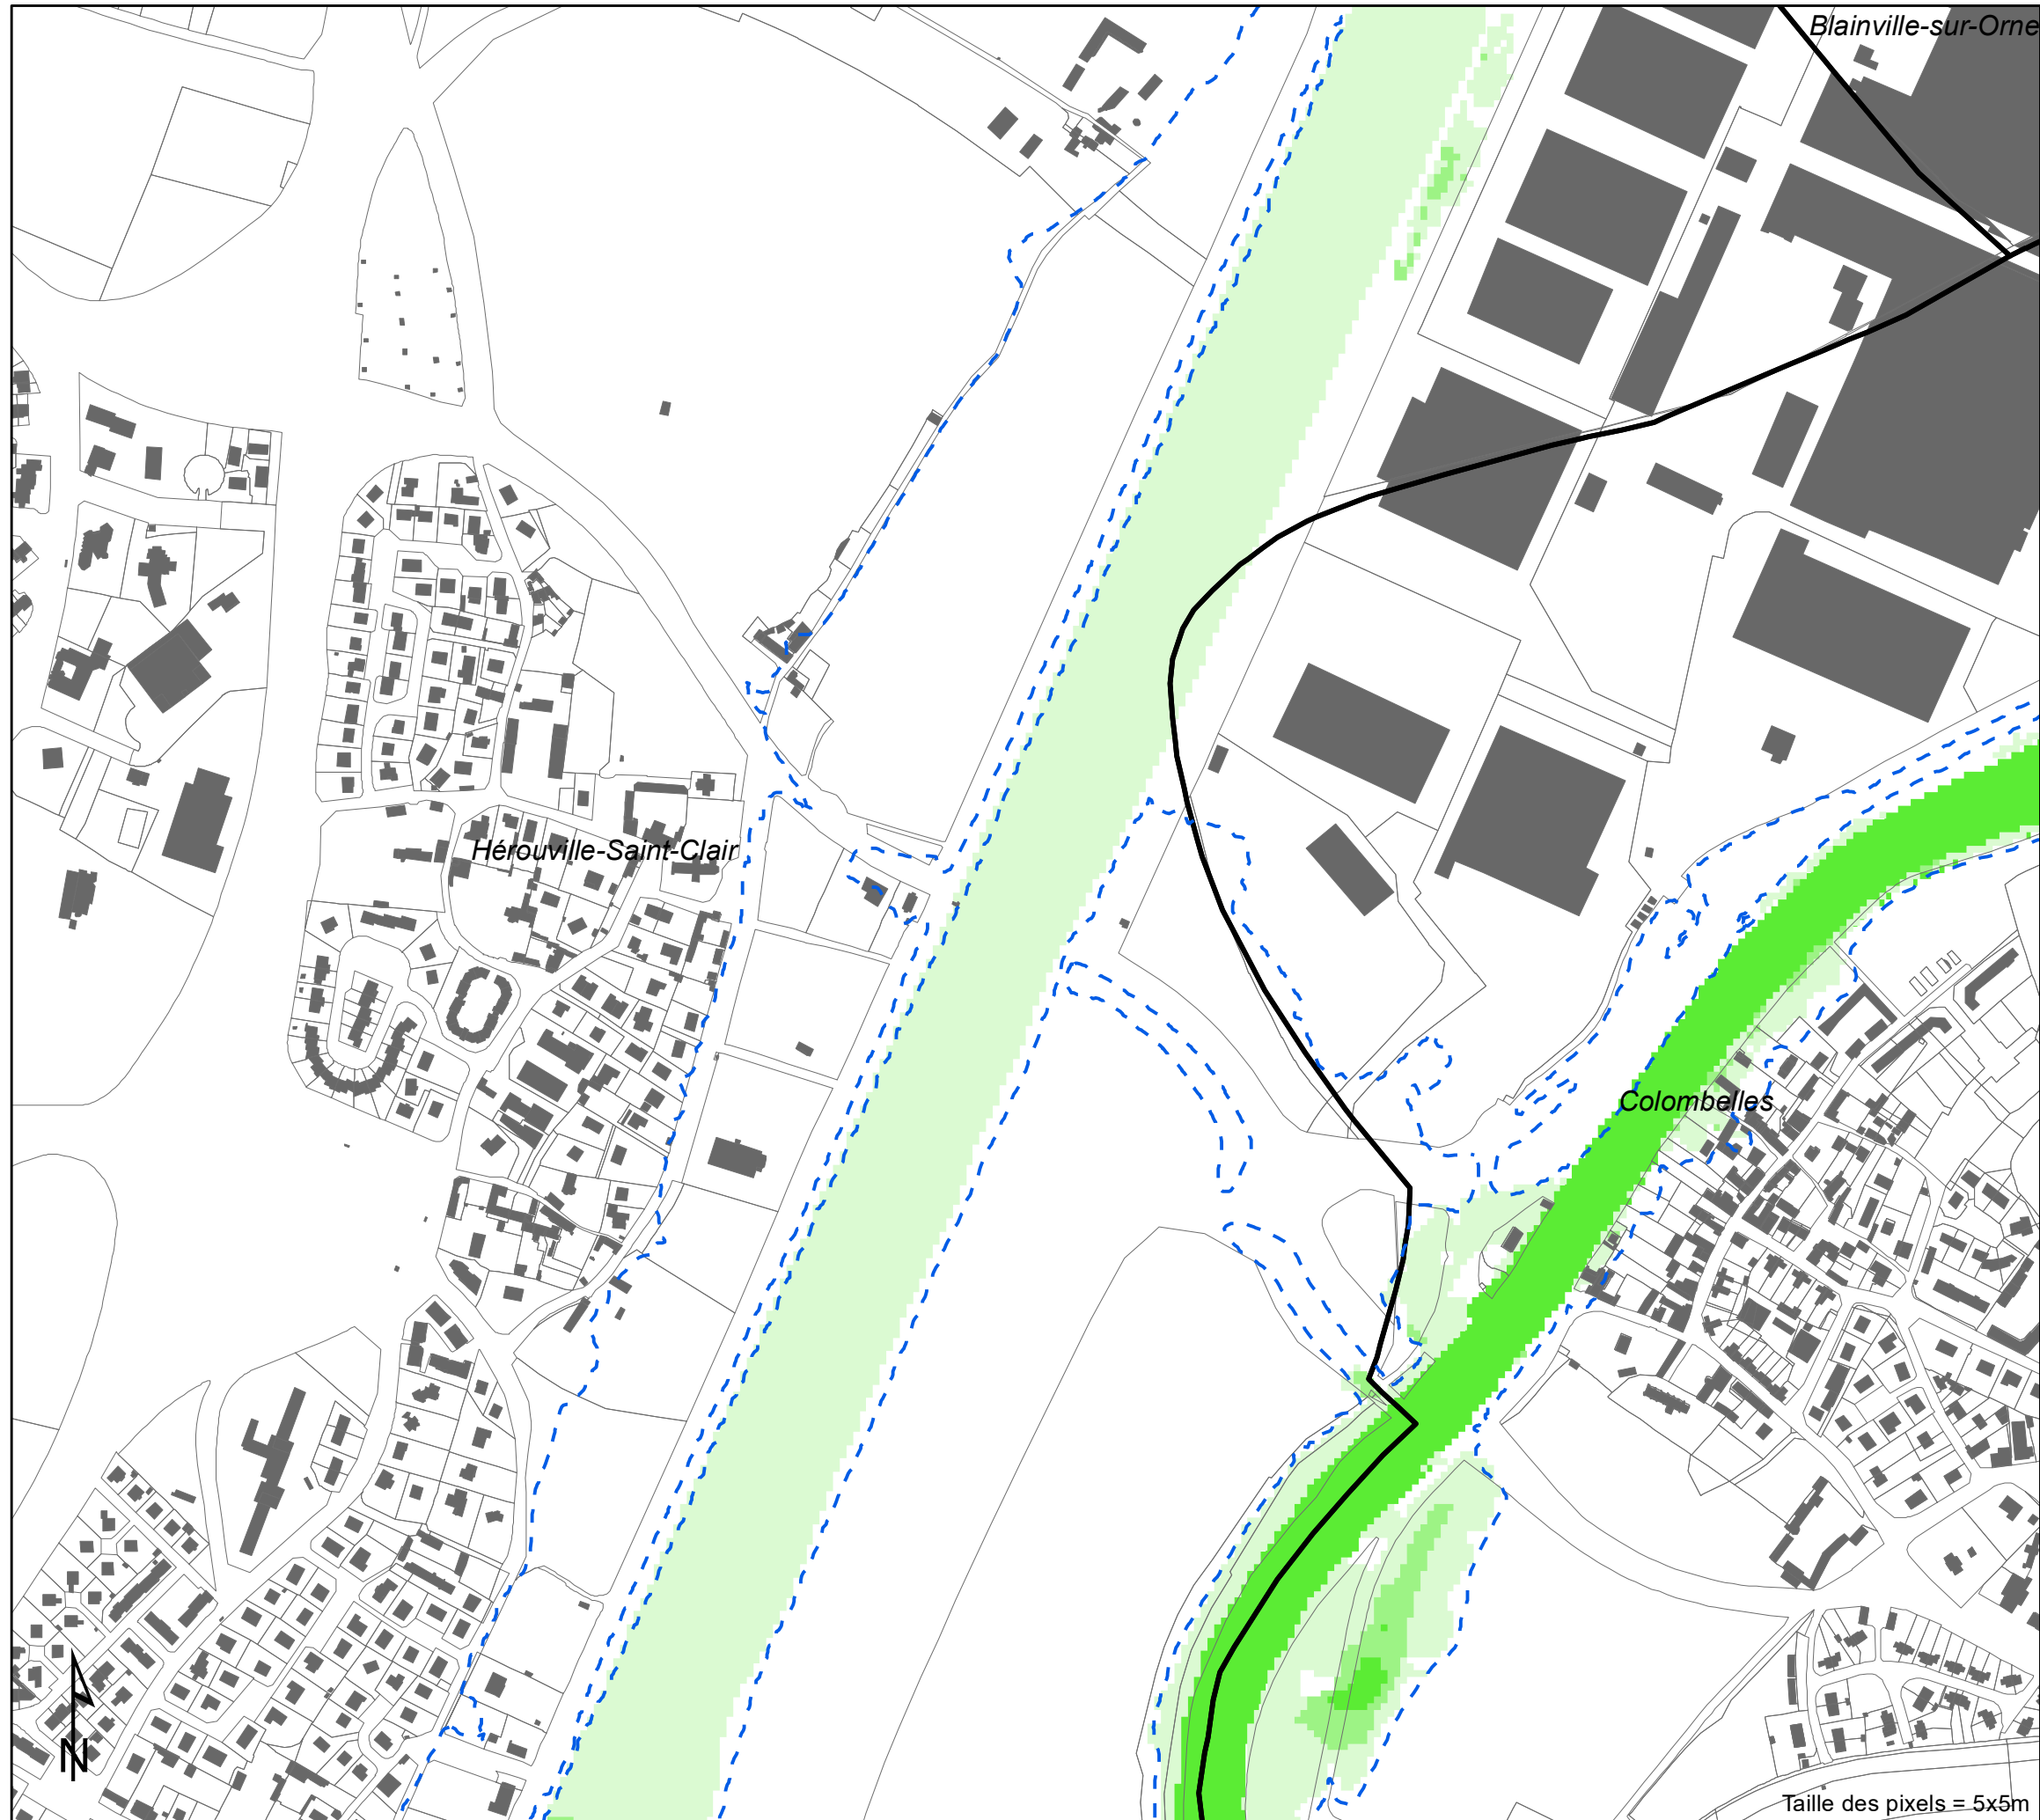 Blainville-sur-Orne
Hérouville-Saint-Clair
Colombelles
N
Taille des pixels = 5x5m